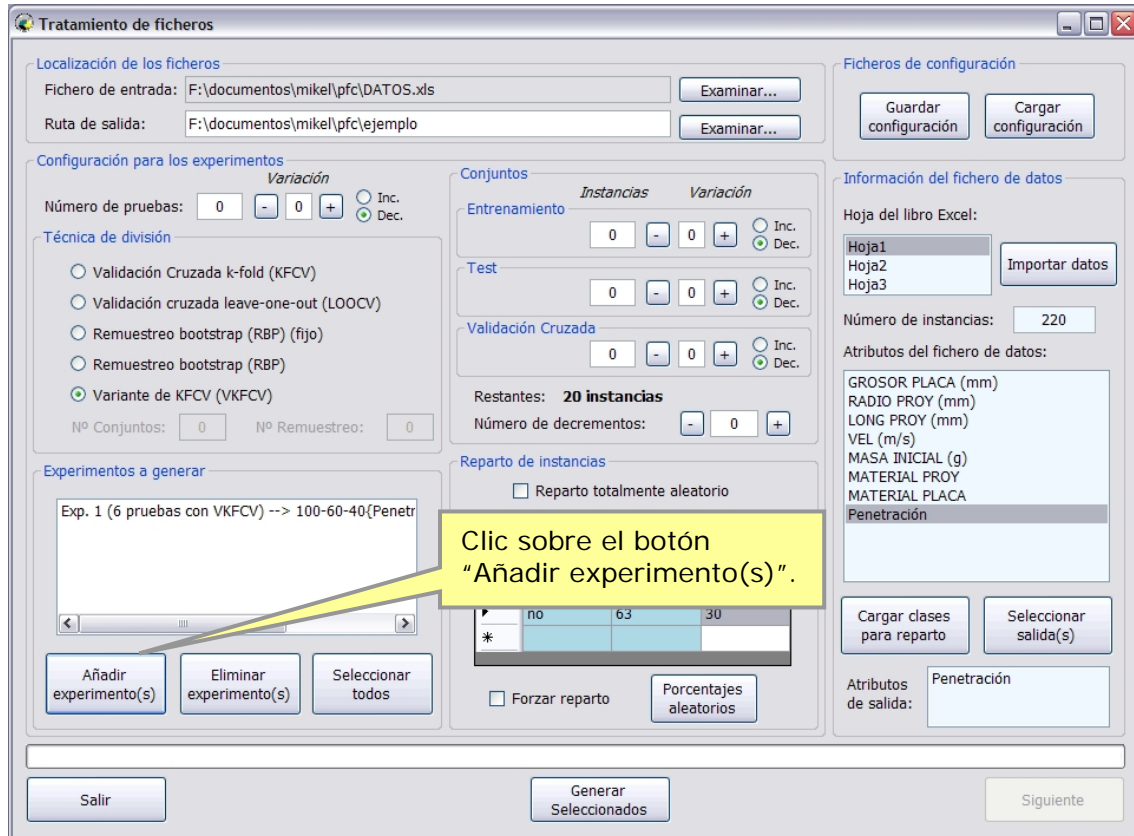 Tratamiento de ficheros
Localización de los ficheros
Fichero de entrada: F:\documentos\mikel\pfc\DATOS.xls Examinar...
Ruta de salida: F:\documentos\mikel\pfc\ejemplo Examinar...
Configuración para los experimentos
Variación
Número de pruebas: 0 - 0 + Inc.
Dec.
Técnica de división
Validación Cruzada k-fold (KFCV)
Validación cruzada leave-one-out (LOOCV)
Remuestreo bootstrap (RBP) (fijo)
Remuestreo bootstrap (RBP)
Variante de KFCV (VKFCV)
Nº Conjuntos: 0 Nº Remuestreo: 0
Conjuntos
Instancias Variación
Entrenamiento
0 - 0 + Inc.
Dec.
Test
0 - 0 + Inc.
Dec.
Validación Cruzada
0 - 0 + Inc.
Dec.
Restantes: 20 instancias
Número de decrementos: - 0 +
Experimentos a generar
Exp. 1 (6 pruebas con VKFCV) --> 100-60-40{Penetr
Añadir
experimento(s)
Eliminar
experimento(s)
Seleccionar
todos
Reparto de instancias
Reparto totalmente aleatorio
Clic sobre el botón
“Añadir experimento(s)”.
no 63 30
*
Forzar reparto
Porcentajes
aleatorios
Ficheros de configuración
Guardar
configuración
Cargar
configuración
Información del fichero de datos
Hoja del libro Excel:
Hoja1
Hoja2
Hoja3
Importar datos
Número de instancias: 220
Atributos del fichero de datos:
GROSOR PLACA (mm)
RADIO PROY (mm)
LONG PROY (mm)
VEL (m/s)
MASA INICIAL (g)
MATERIAL PROY
MATERIAL PLACA
Penetración
Cargar clases
para reparto
Seleccionar
salida(s)
Atributos
de salida:
Penetración
Salir
Generar
Seleccionados
Siguiente